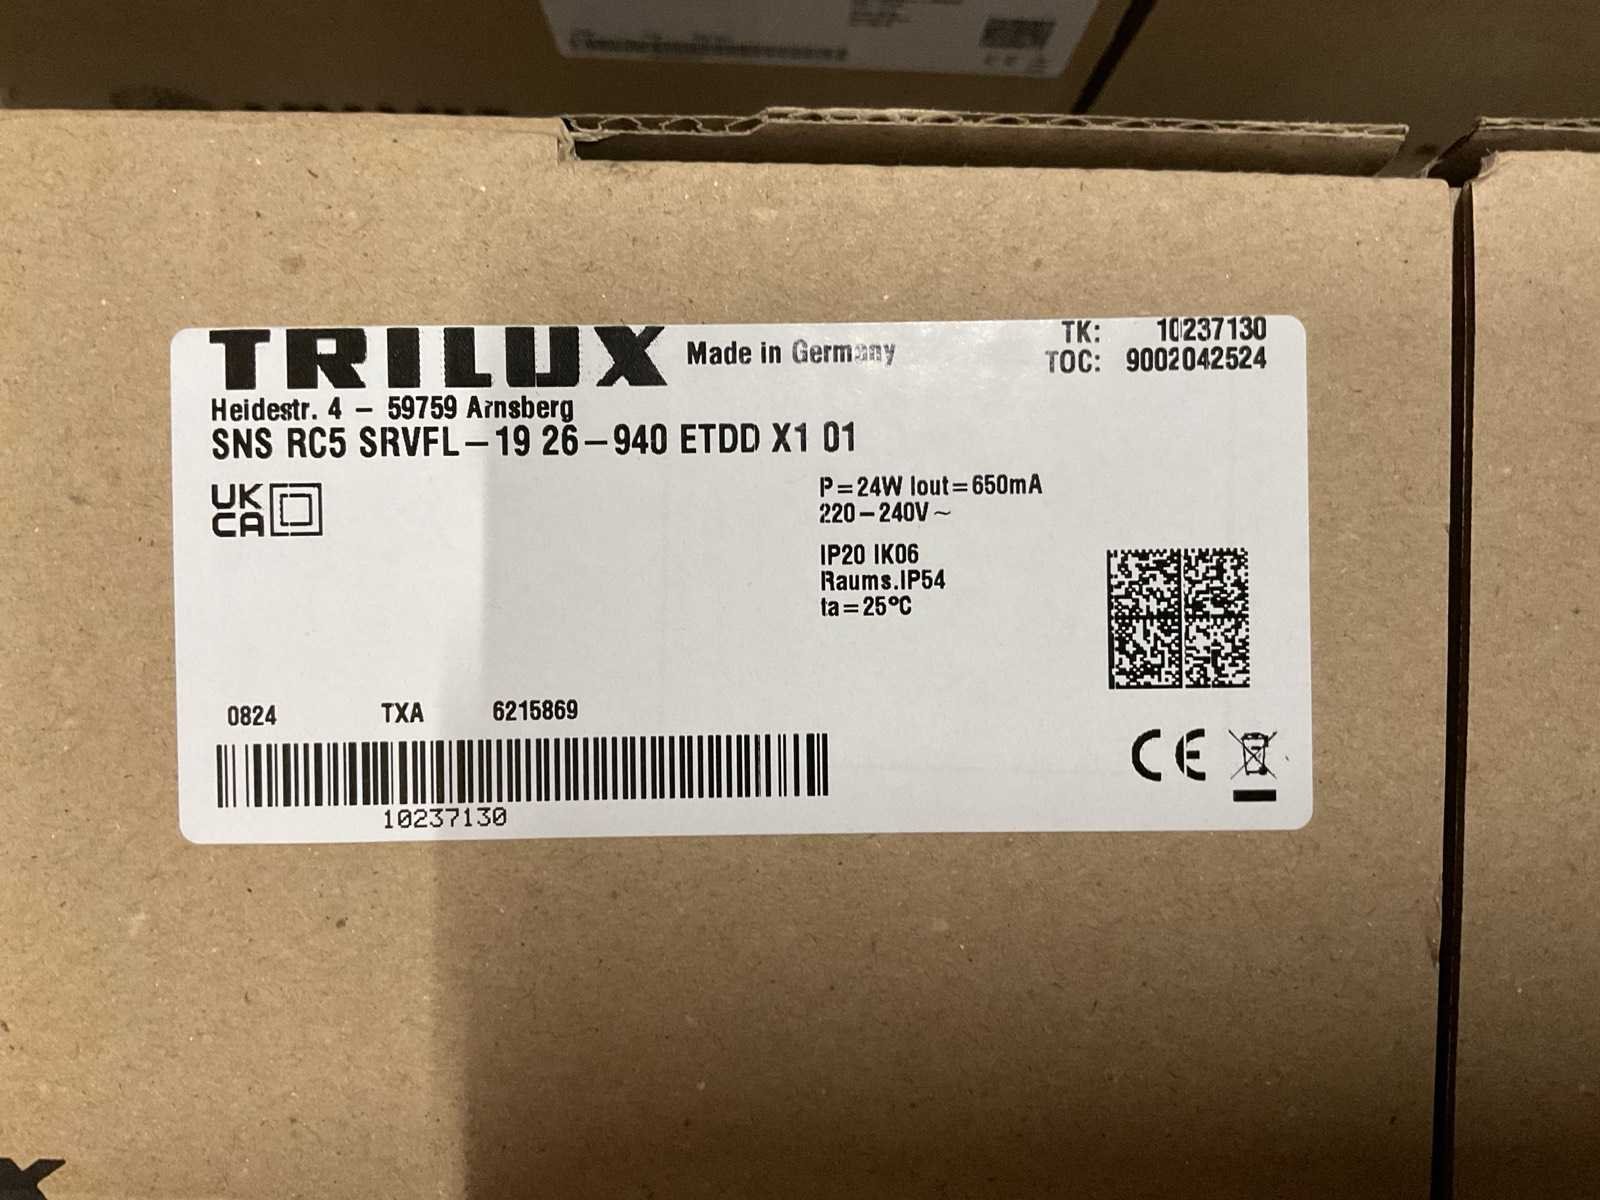 TRILUX Made in Germany
TK: 10237130
TOC: 9002042524
Heidestr. 4 – 59759 Arnsberg
SNS RC5 SRVFL–19 26–940 ETDD X1 01
UK
CA
P=24W Iout=650mA
220–240V~
IP20 IK06
Raums.IP54
ta=25°C
0824 TXA 6215869
CE
10237130
X